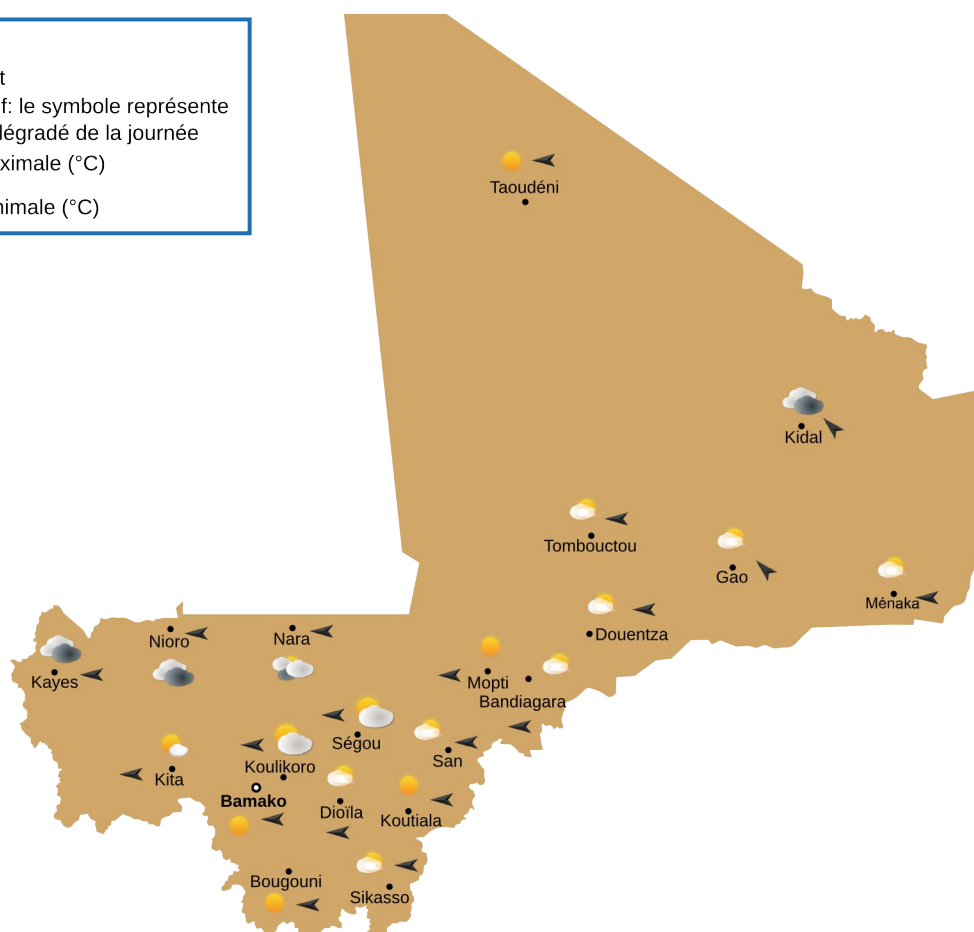 t
f: le symbole représente
dégradé de la journée
ximale (°C)
nimale (°C)
Taoudéni
Kidal
Tombouctou
Gao
Ménaka
Douentza
Nioro
Nara
Kayes
Mopti
Bandiagara
Ségou
San
Koulikoro
Kita
Bamako
Dioïla
Koutiala
Bougouni
Sikasso